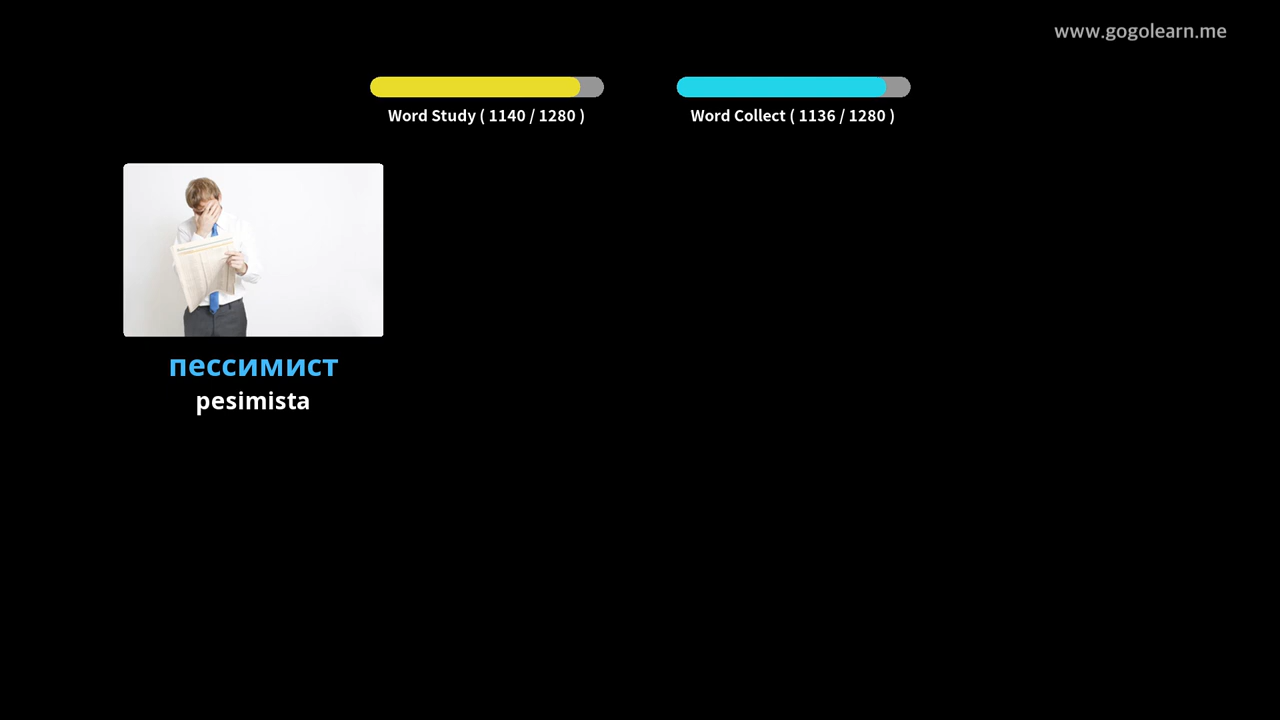 www.gogolearn.me
Word Study ( 1140 / 1280 )
Word Collect ( 1136 / 1280 )
пессимист
pesimista